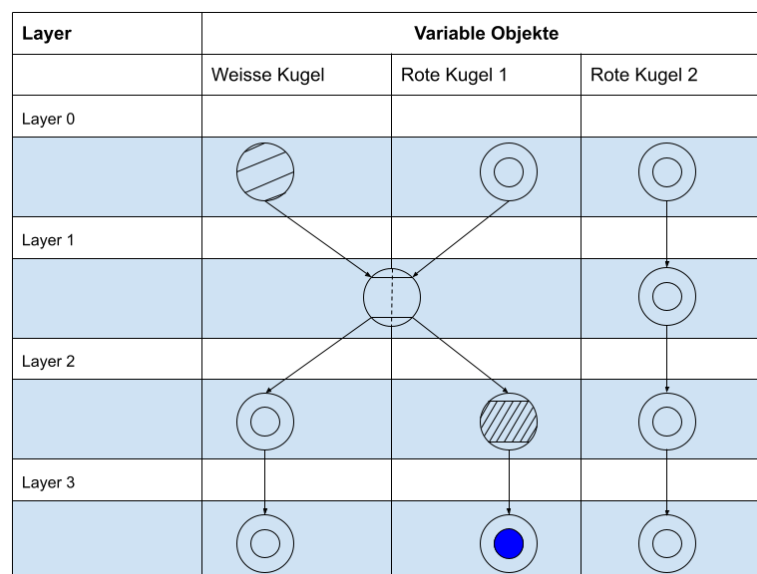 Layer Variable Objekte
Weisse Kugel Rote Kugel 1 Rote Kugel 2
Layer 0
Layer 1
Layer 2
Layer 3